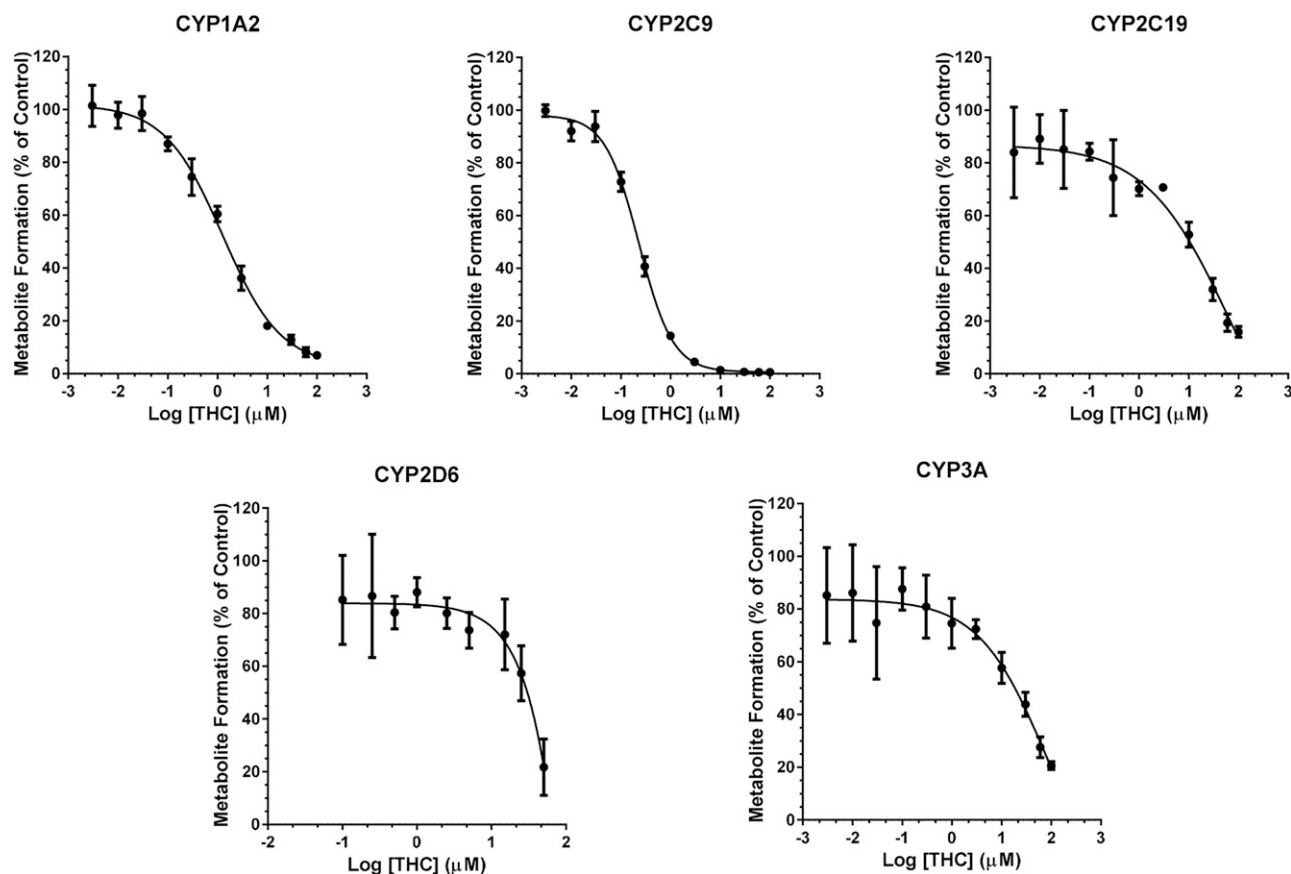 CYP1A2
Metabolite Formation (% of Control)
120
100
80
60
40
20
0
-3 -2 -1 0 1 2 3
Log [THC] (μM)
CYP2C9
Metabolite Formation (% of Control)
120
100
80
60
40
20
0
-3 -2 -1 0 1 2 3
Log [THC] (μM)
CYP2C19
Metabolite Formation (% of Control)
120
100
80
60
40
20
0
-3 -2 -1 0 1 2 3
Log [THC] (μM)
CYP2D6
Metabolite Formation (% of Control)
120
100
80
60
40
20
0
-2 -1 0 1 2
Log [THC] (μM)
CYP3A
Metabolite Formation (% of Control)
120
100
80
60
40
20
0
-3 -2 -1 0 1 2 3
Log [THC] (μM)